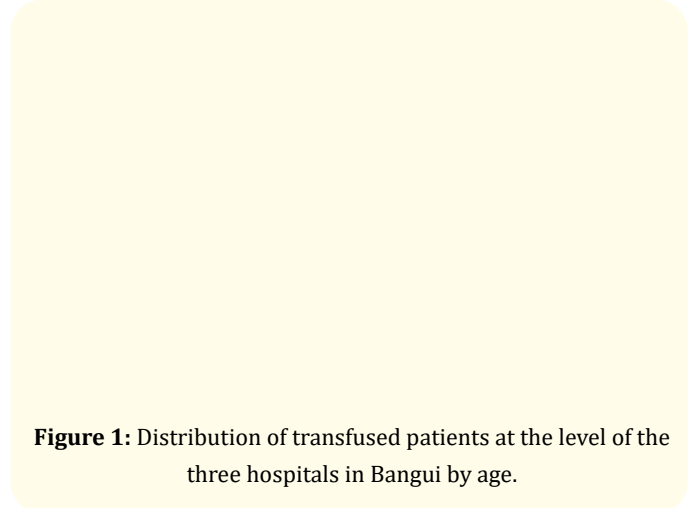 Figure 1: Distribution of transfused patients at the level of the
three hospitals in Bangui by age.